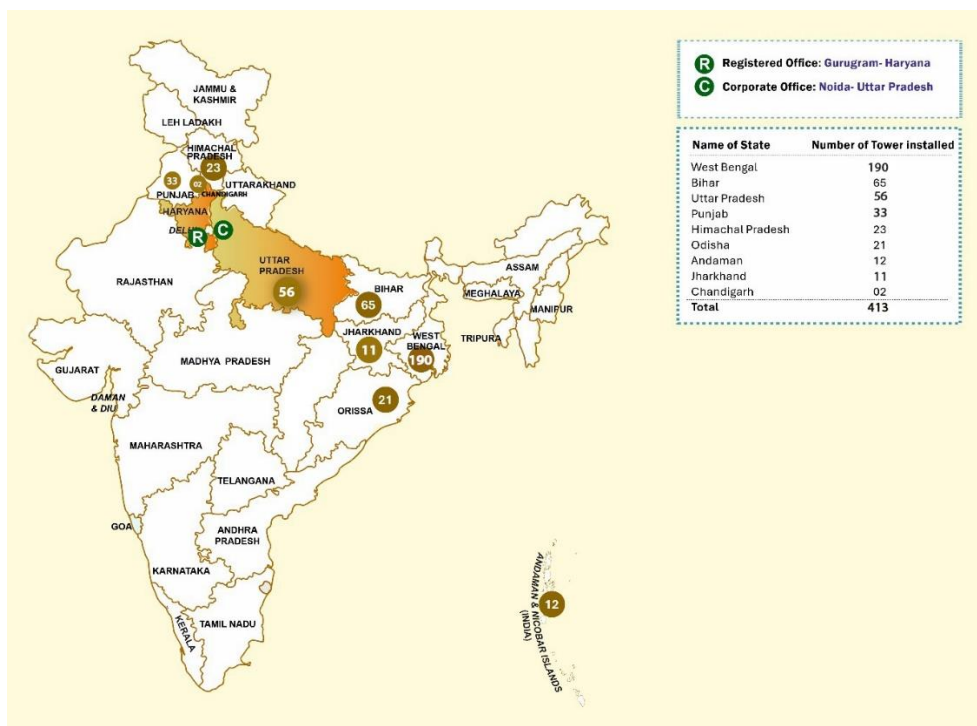 JAMMU &
KASHMIR
LEH LADAKH
HIMACHAL
PRADESH
23
33
02
PUNJAB
CHANDIGARH
UTTARAKHAND
HARYANA
DELHI
R
C
RAJASTHAN
UTTAR
PRADESH
56
BIHAR
65
ASSAM
MEGHALAYA
MANIPUR
TRIPURA
JHARKHAND
11
WEST
BENGAL
190
GUJARAT
MADHYA PRADESH
DAMAN
& DIU
ORISSA
21
MAHARASHTRA
TELANGANA
GOA
ANDHRA
PRADESH
KARNATAKA
KERALA
TAMIL NADU
ANDAMAN & NICOBAR ISLANDS
(INDIA)
12
R Registered Office: Gurugram- Haryana
C Corporate Office: Noida- Uttar Pradesh
Name of State Number of Tower installed
West Bengal 190
Bihar 65
Uttar Pradesh 56
Punjab 33
Himachal Pradesh 23
Odisha 21
Andaman 12
Jharkhand 11
Chandigarh 02
Total 413